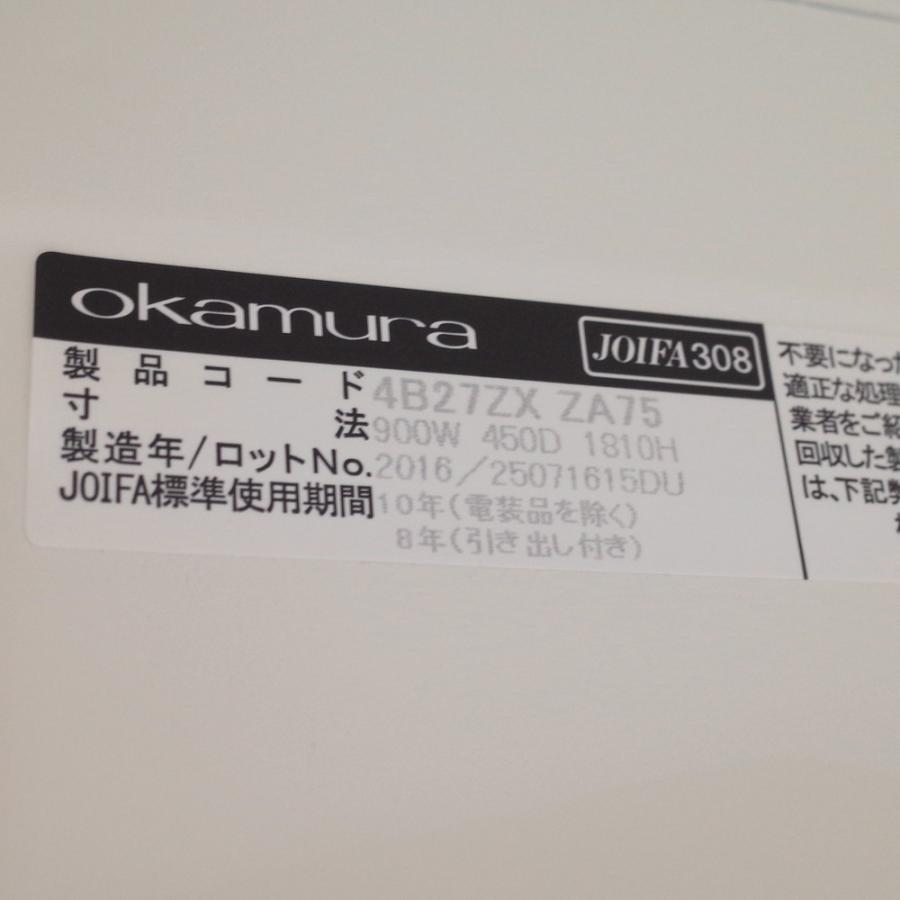 okamura
JOIFA308
製品コード 4B27ZX ZA75
寸法 900W 450D 1810H
製造年/ロットNo. 2016/25071615DU
JOIFA標準使用期間 10年(電装品を除く)
8年(引き出し付き)
不要になった
適正な処理
業者をご紹
回収した製
は、下記弊